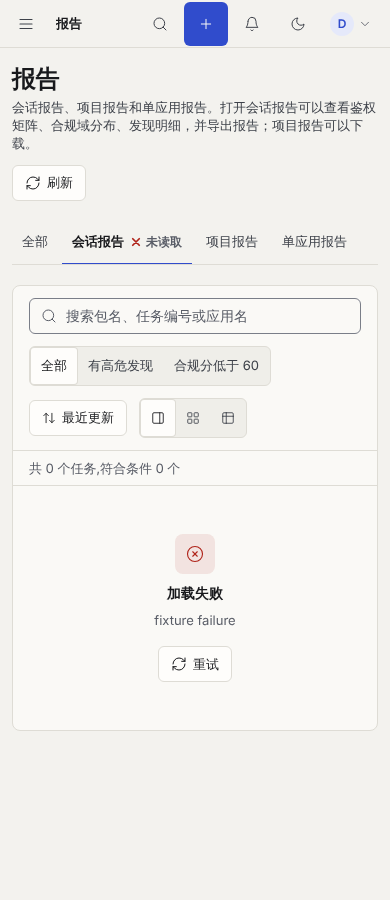 报告
D
报告
会话报告、项目报告和单应用报告。打开会话报告可以查看鉴权
矩阵、合规域分布、发现明细，并导出报告；项目报告可以下
载。
刷新
全部 会话报告 未读取 项目报告 单应用报告
搜索包名、任务编号或应用名
全部 有高危发现 合规分低于 60
最近更新
共 0 个任务,符合条件 0 个
加载失败
fixture failure
重试